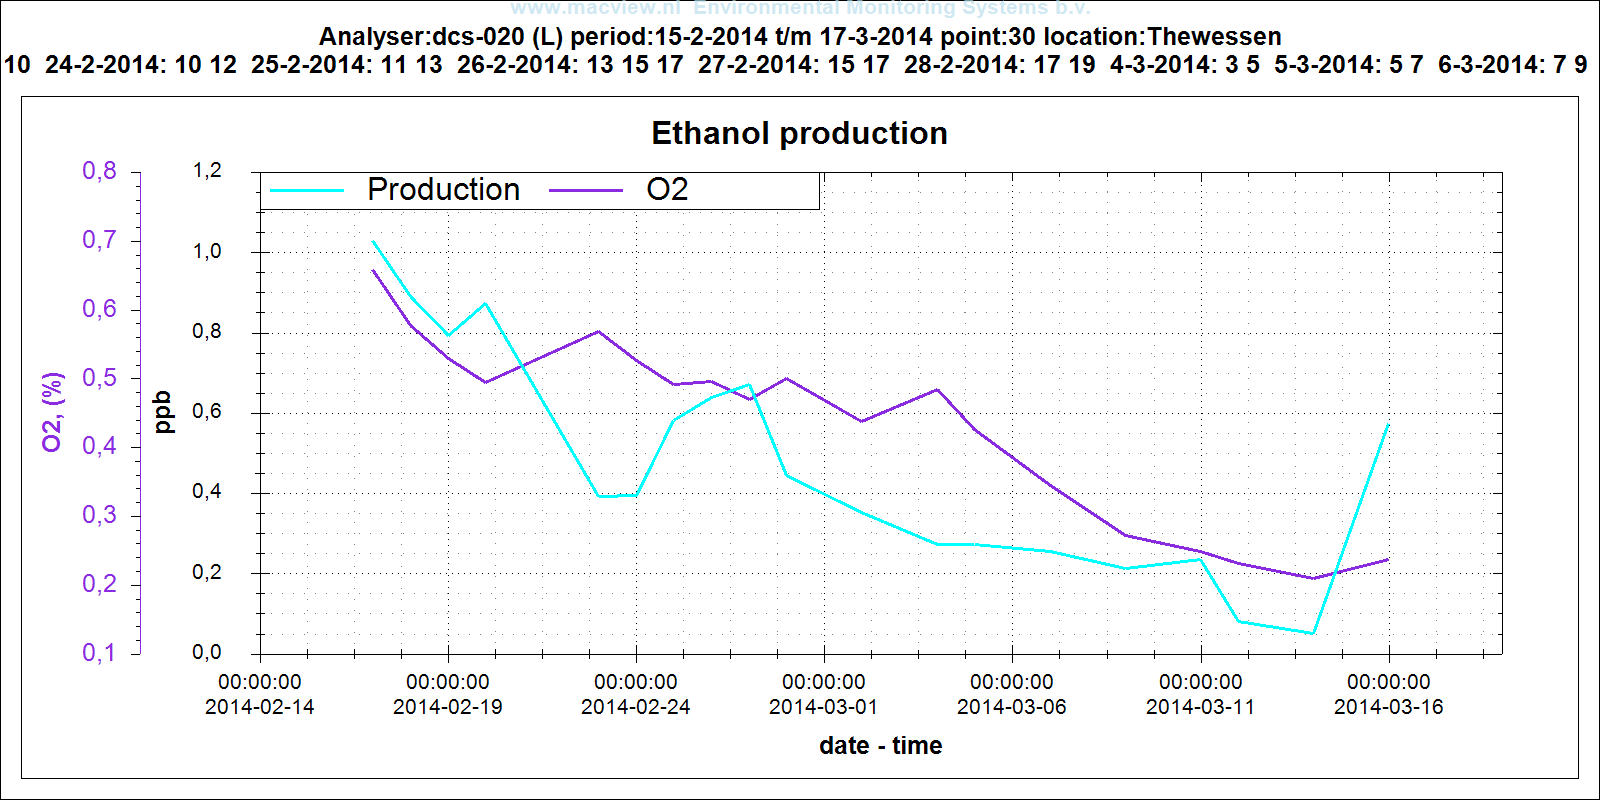 www.macview.nl Environmental Monitoring Systems b.v.
Analyser:dcs-020 (L) period:15-2-2014 t/m 17-3-2014 point:30 location:Thewessen
10 24-2-2014: 10 12 25-2-2014: 11 13 26-2-2014: 13 15 17 27-2-2014: 15 17 28-2-2014: 17 19 4-3-2014: 3 5 5-3-2014: 5 7 6-3-2014: 7 9
Ethanol production
Production O2
0,8
0,7
0,6
0,5
0,4
0,3
0,2
0,1
O2, (%)
1,2
1,0
0,8
0,6
0,4
0,2
0,0
ppb
00:00:00 00:00:00 00:00:00 00:00:00 00:00:00 00:00:00 00:00:00
2014-02-14 2014-02-19 2014-02-24 2014-03-01 2014-03-06 2014-03-11 2014-03-16
date - time